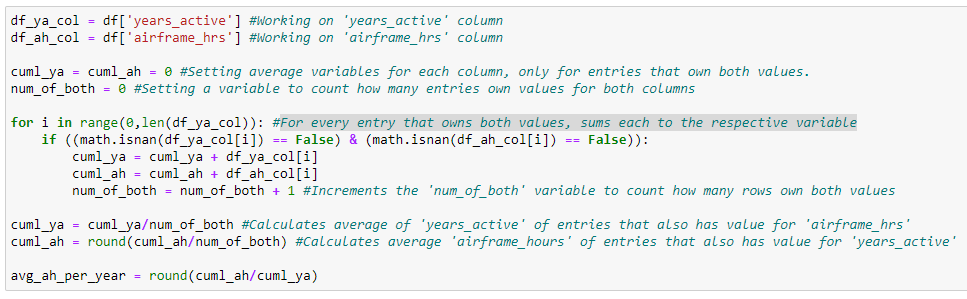 df_ya_col = df['years_active'] #Working on 'years_active' column
df_ah_col = df['airframe_hrs'] #Working on 'airframe_hrs' column
cuml_ya = cuml_ah = 0 #Setting average variables for each column, only for entries that own both values.
num_of_both = 0 #Setting a variable to count how many entries own values for both columns
for i in range(0,len(df_ya_col)): #For every entry that owns both values, sums each to the respective variable
    if ((math.isnan(df_ya_col[i]) == False) & (math.isnan(df_ah_col[i]) == False)):
        cuml_ya = cuml_ya + df_ya_col[i]
        cuml_ah = cuml_ah + df_ah_col[i]
        num_of_both = num_of_both + 1 #Increments the 'num_of_both' variable to count how many rows own both values
cuml_ya = cuml_ya/num_of_both #Calculates average of 'years_active' of entries that also has value for 'airframe_hrs'
cuml_ah = round(cuml_ah/num_of_both) #Calculates average 'airframe_hours' of entries that also has value for 'years_active'
avg_ah_per_year = round(cuml_ah/cuml_ya)